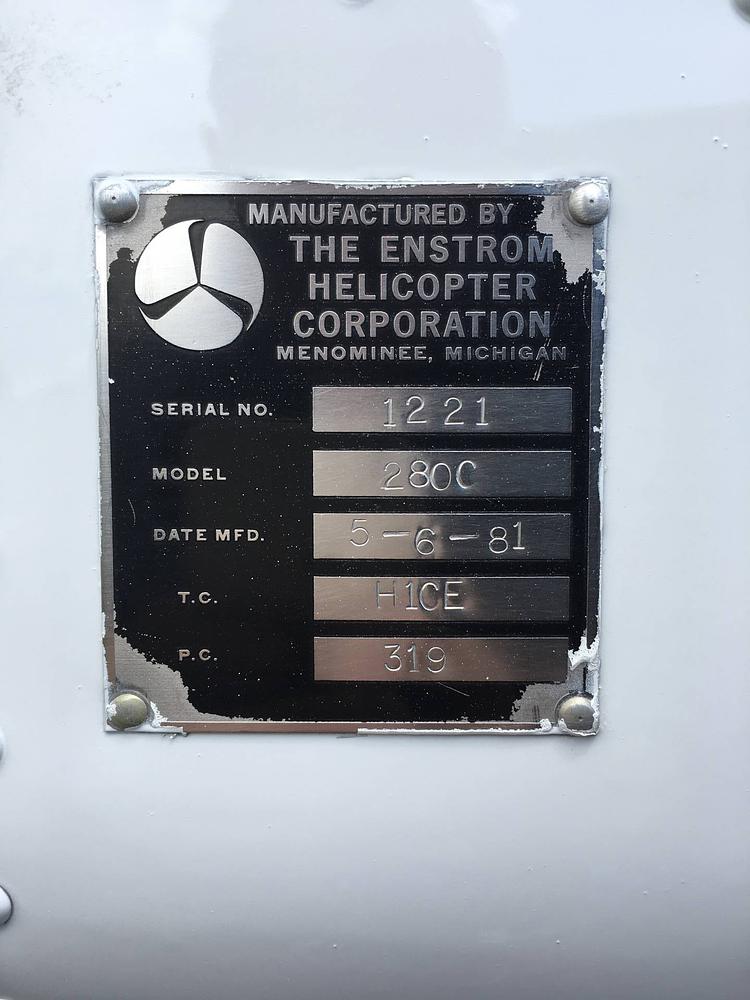 MANUFACTURED BY
THE ENSTROM
HELICOPTER
CORPORATION
MENOMINEE, MICHIGAN
SERIAL NO. 1221
MODEL 280C
DATE MFD. 5-6-81
T.C. H1CE
P.C. 319